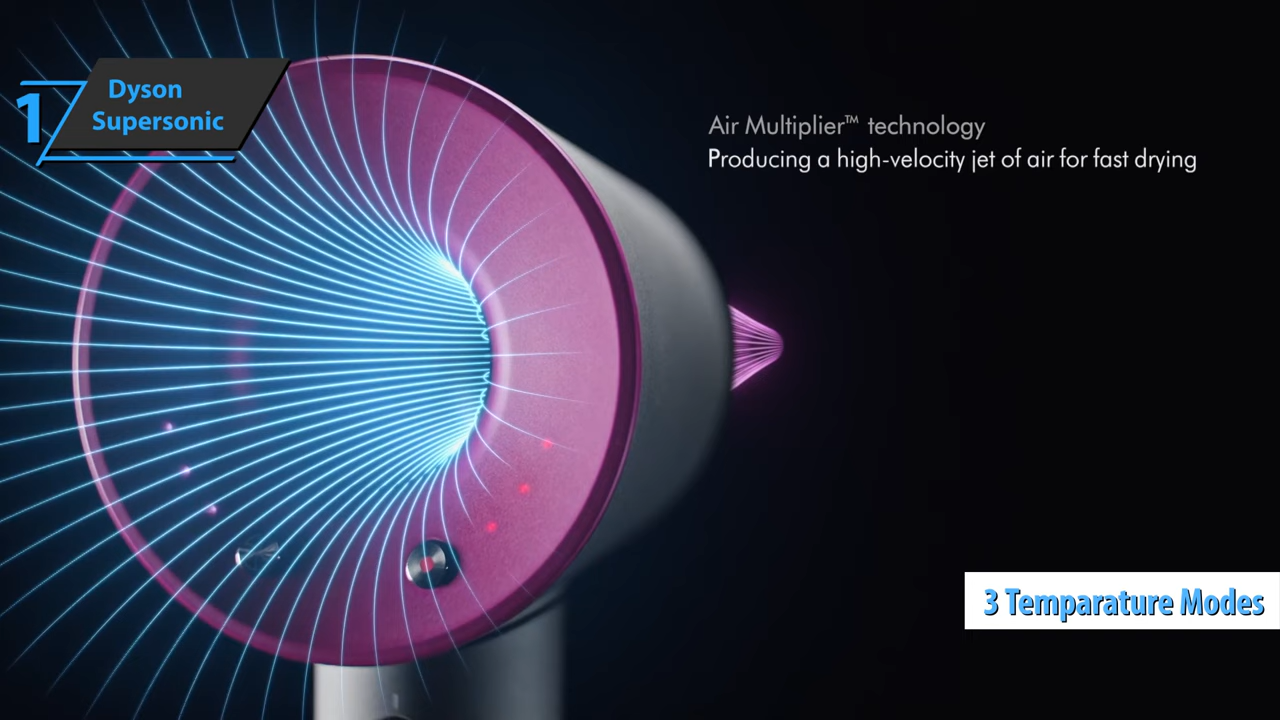 1
Dyson
Supersonic
Air Multiplier™ technology
Producing a high-velocity jet of air for fast drying
3 Temparature Modes